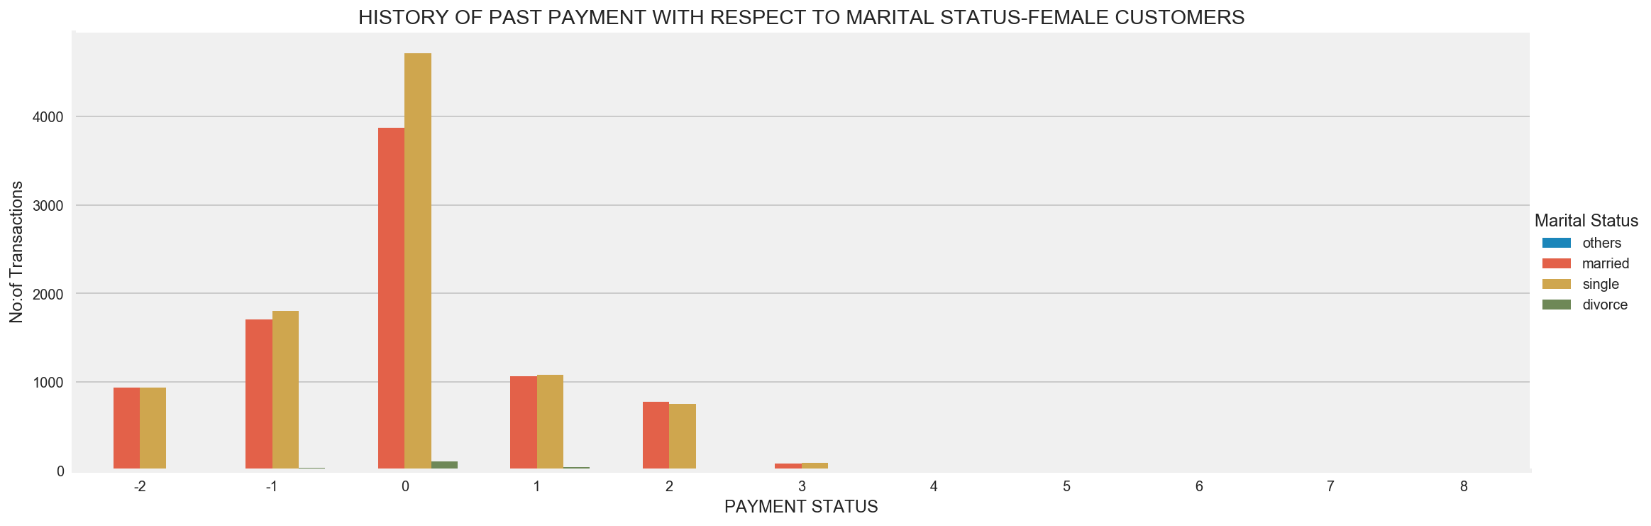 HISTORY OF PAST PAYMENT WITH RESPECT TO MARITAL STATUS-FEMALE CUSTOMERS
No:of Transactions
4000
3000
2000
1000
0
-2 -1 0 1 2 3 4 5 6 7 8
PAYMENT STATUS
Marital Status
others
married
single
divorce